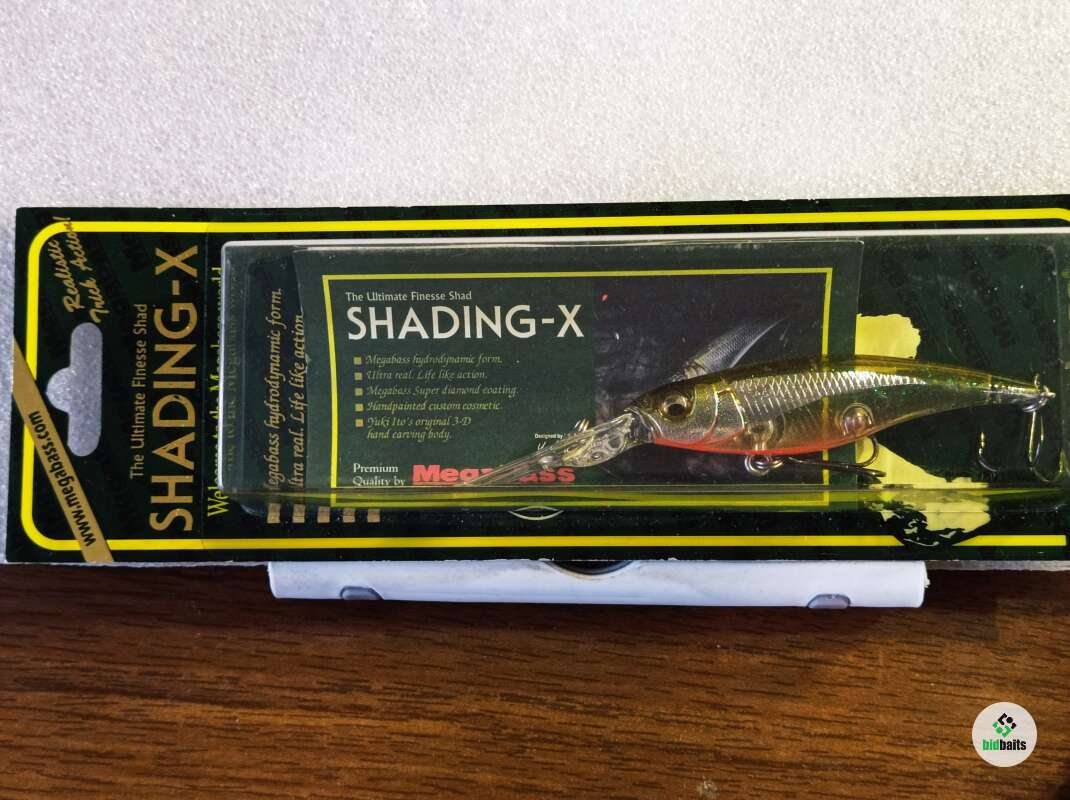 Realistic
Trick Action!
The Ultimate Finesse Shad
SHADING-X
www.megabass.com
Megabass hydrodynamic form.
Ultra real. Life like action.
The Ultimate Finesse Shad
SHADING-X
Megabass hydrodynamic form.
Ultra real. Life like action.
Megabass Super diamond coating.
Handpainted custom cosmetic.
Yuki Ito's original 3-D
hand carving body.
Designed by
Premium
Quality by
Megabass
bidbaits